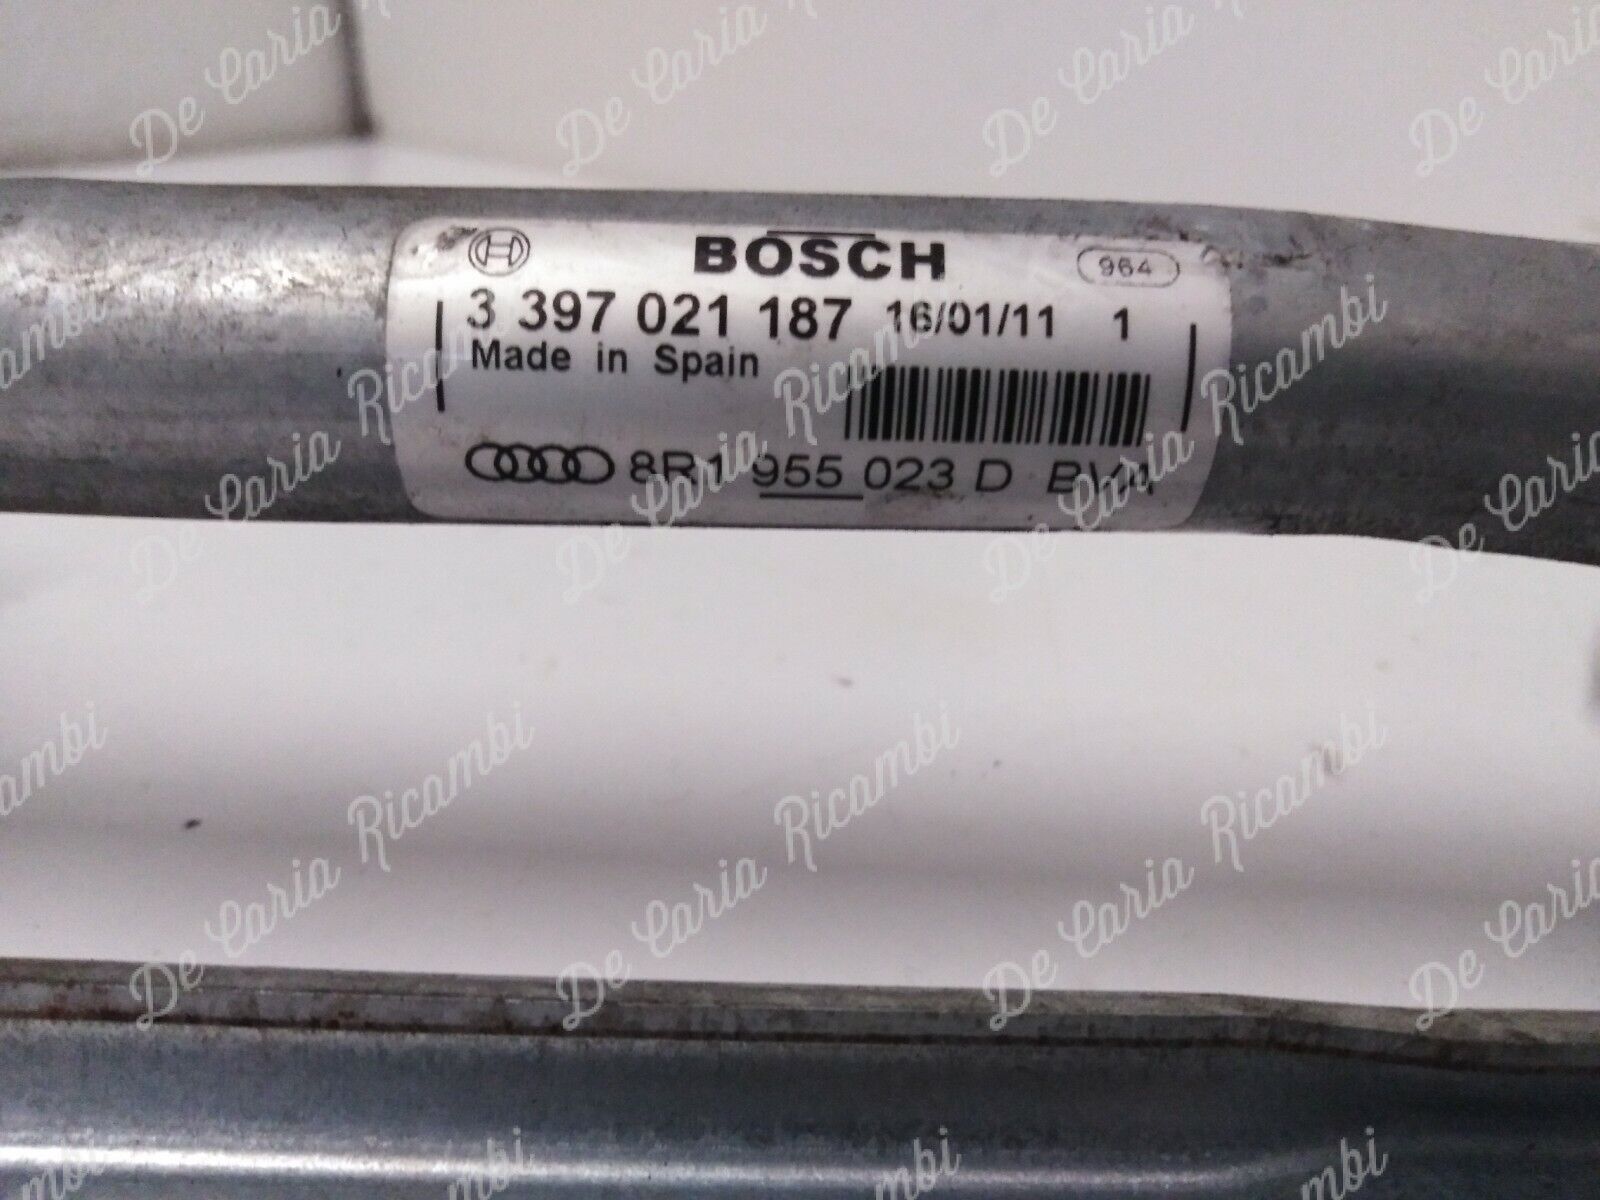 BOSCH 964
3 397 021 187 16/01/11 1
Made in Spain
8R1 955 023 D BVA
De Caria Ricambi